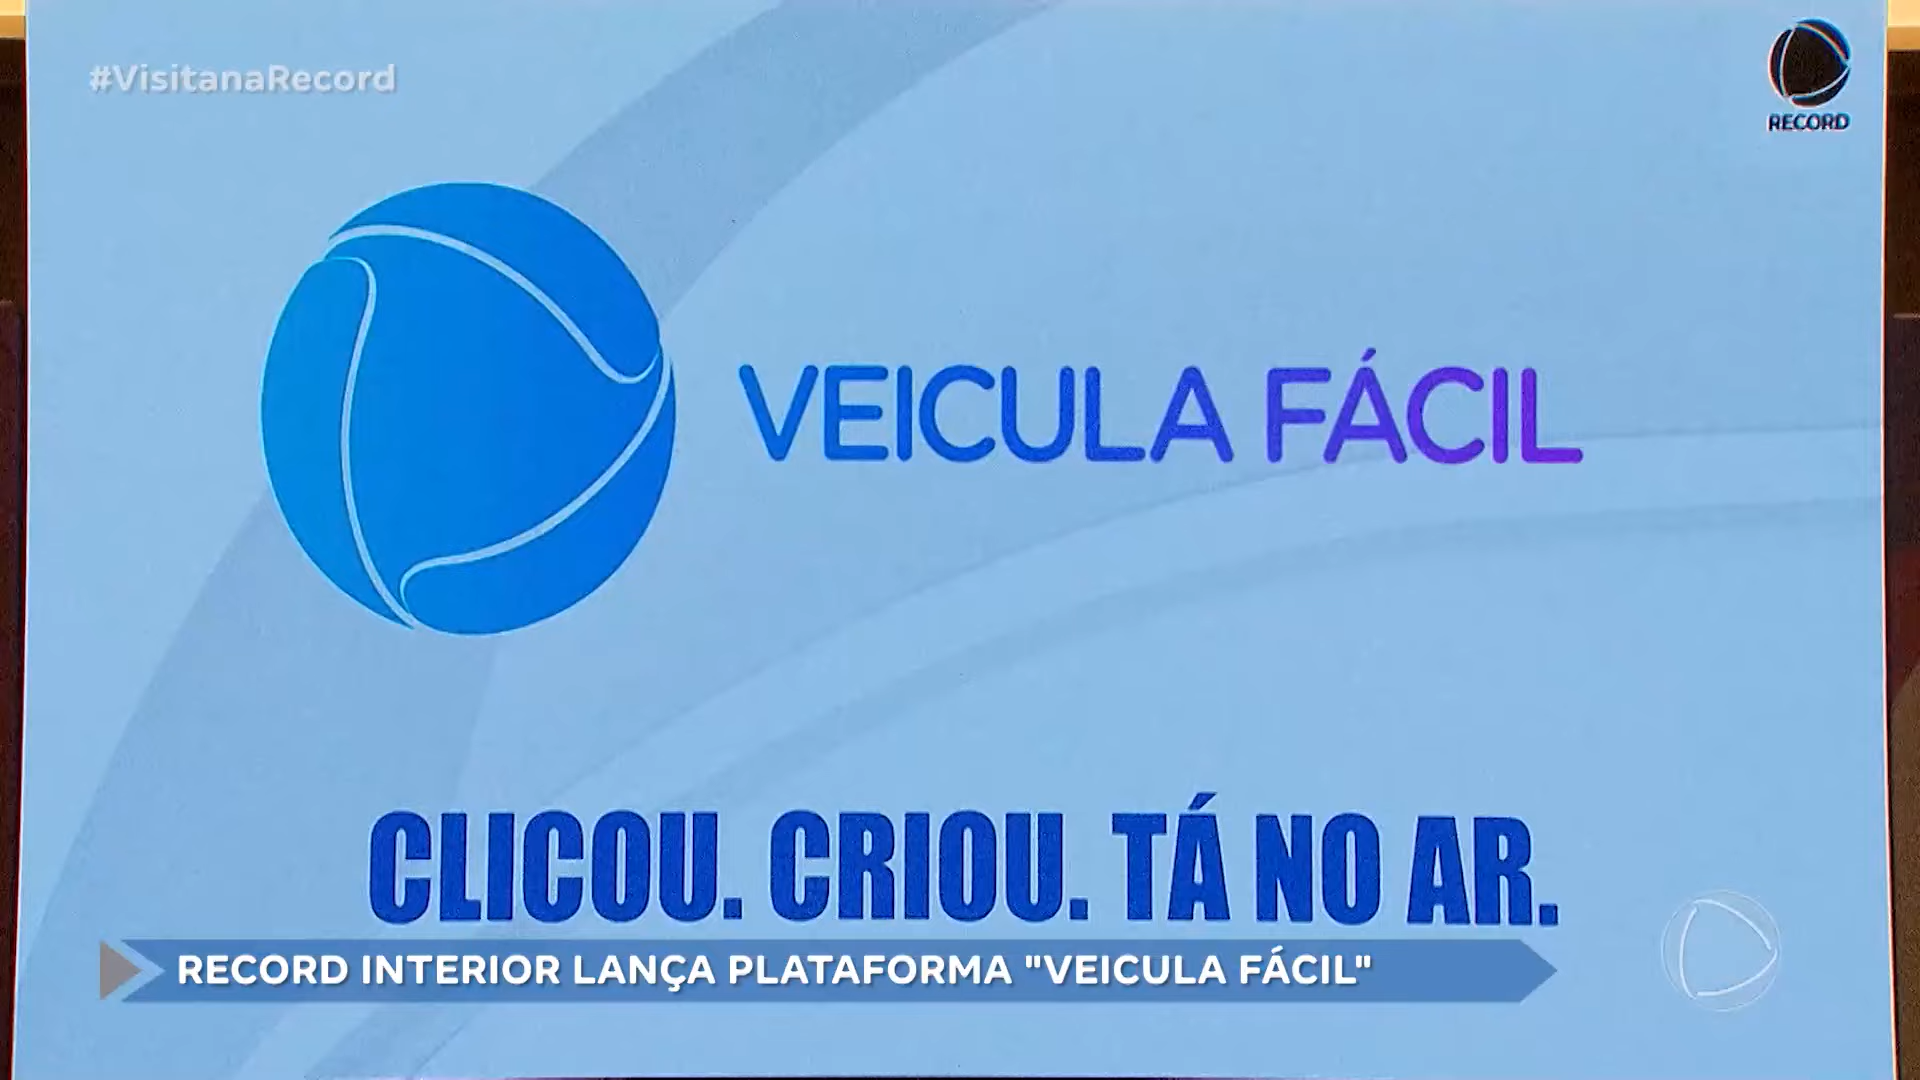 #VisitanaRecord
RECORD
VEICULA FÁCIL
CLICOU. CRIOU. TÁ NO AR.
RECORD INTERIOR LANÇA PLATAFORMA "VEICULA FÁCIL"